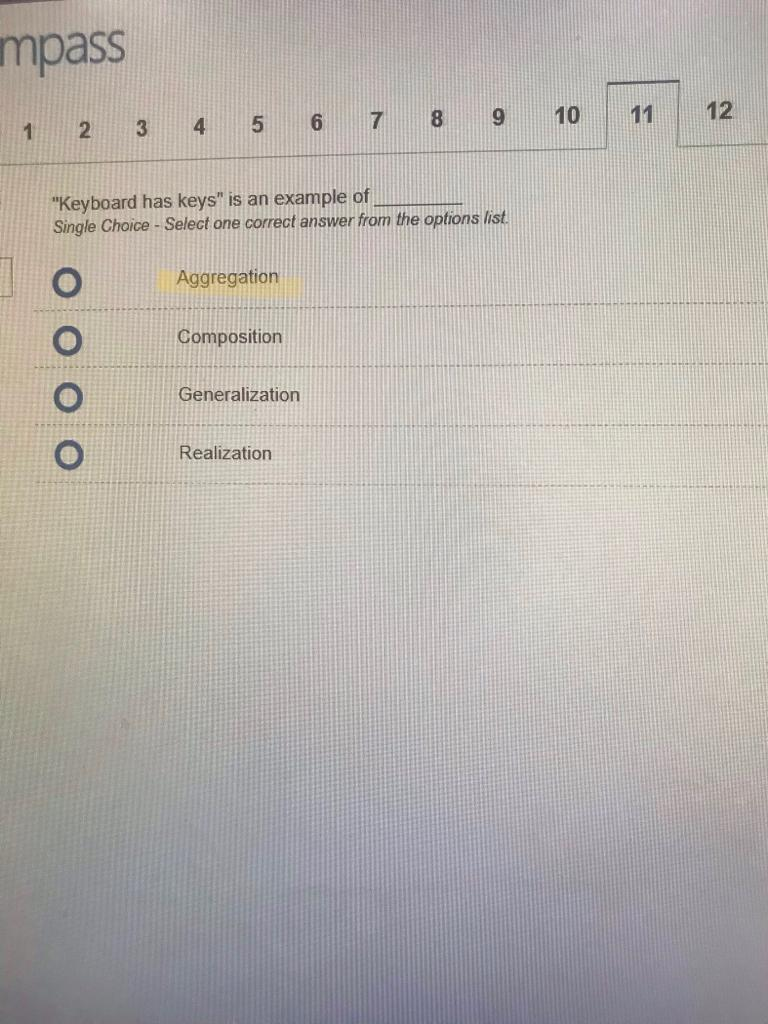 mpass
1 2 3 4 5 6 7 8 9 10 11 12
"Keyboard has keys" is an example of ________
Single Choice - Select one correct answer from the options list.
Aggregation
Composition
Generalization
Realization